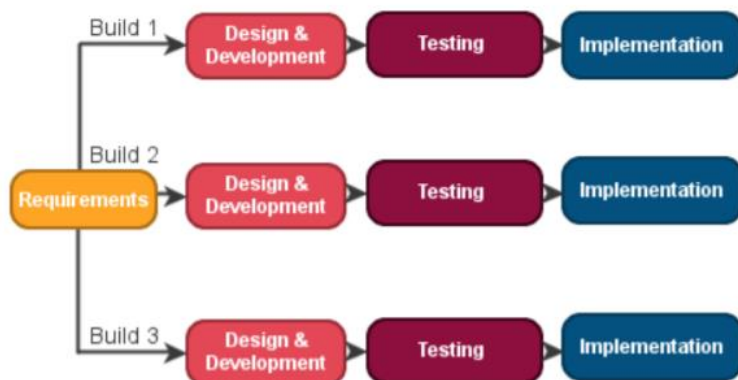 Build 1
Design &
Development
Testing
Implementation
Build 2
Requirements
Design &
Development
Testing
Implementation
Build 3
Design &
Development
Testing
Implementation